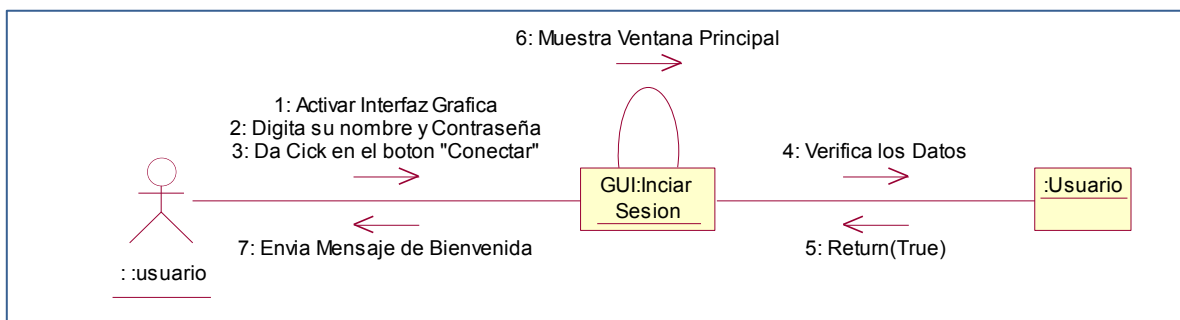 6: Muestra Ventana Principal
1: Activar Interfaz Grafica
2: Digita su nombre y Contraseña
3: Da Cick en el boton "Conectar"
4: Verifica los Datos
GUI:Inciar
Sesion
:Usuario
7: Envia Mensaje de Bienvenida
5: Return(True)
: :usuario